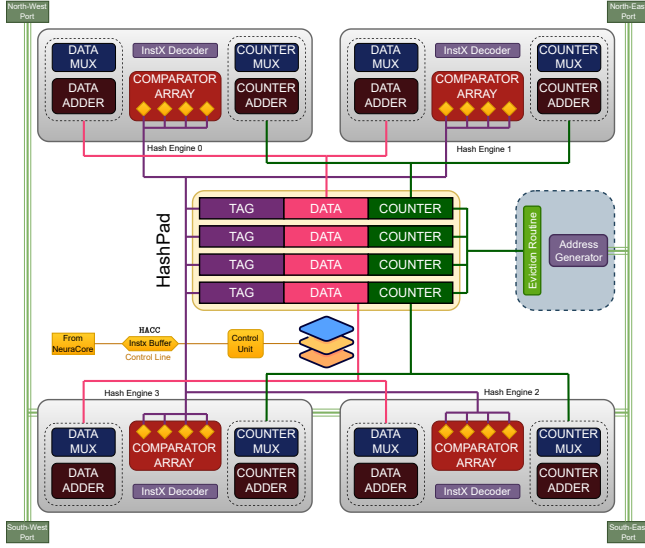 North-West
Port
North-Eas
Port
DATA
MUX
InstX Decoder
COUNTER
MUX
DATA
ADDER
COMPARATOR
ARRAY
COUNTER
ADDER
Hash Engine 0
DATA
MUX
InstX Decoder
COUNTER
MUX
DATA
ADDER
COMPARATOR
ARRAY
COUNTER
ADDER
Hash Engine 1
HashPad
TAG DATA COUNTER
TAG DATA COUNTER
TAG DATA COUNTER
TAG DATA COUNTER
Eviction Routine
Address
Generator
From
NeuraCore
HACC
Instx Buffer
Control Line
Control
Unit
Hash Engine 3
DATA
MUX
COMPARATOR
ARRAY
COUNTER
MUX
DATA
ADDER
InstX Decoder
COUNTER
ADDER
Hash Engine 2
DATA
MUX
COMPARATOR
ARRAY
COUNTER
MUX
DATA
ADDER
InstX Decoder
COUNTER
ADDER
South-West
Port
South-Eas
Port